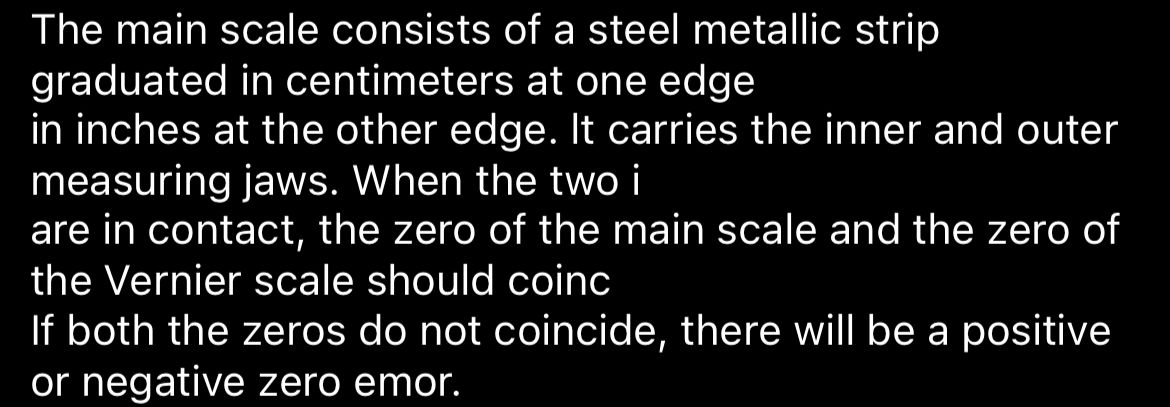 The main scale consists of a steel metallic strip
graduated in centimeters at one edge
in inches at the other edge. It carries the inner and outer
measuring jaws. When the two i
are in contact, the zero of the main scale and the zero of
the Vernier scale should coinc
If both the zeros do not coincide, there will be a positive
or negative zero emor.